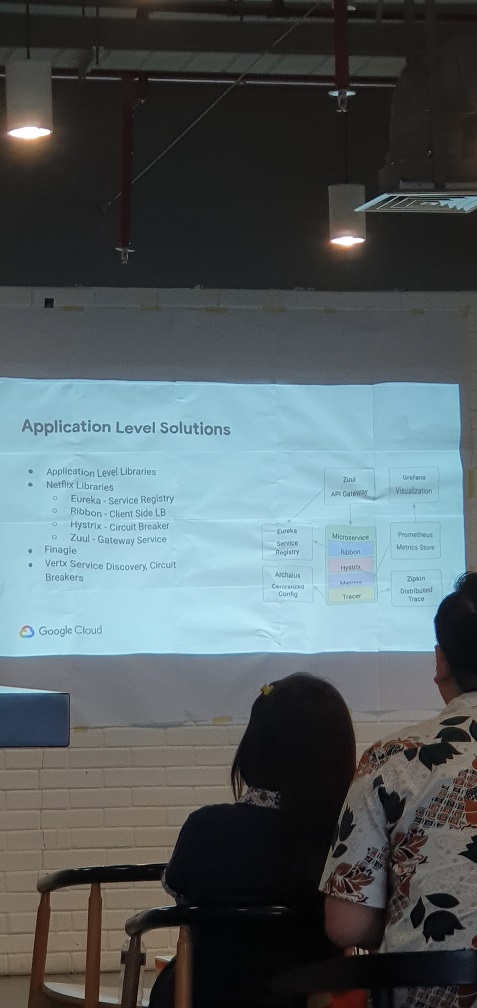 Application Level Solutions
Application Level Libraries
Netflix Libraries
Eureka - Service Registry
Ribbon - Client Side LB
Hystrix - Circuit Breaker
Zuul - Gateway Service
Finagle
Vertx Service Discovery, Circuit
Breakers
Google Cloud
Zuul
API Gateway
Grafana
Visualization
Eureka
Service
Registry
Microservice
Ribbon
Hystrix
Metrics
Tracer
Prometheus
Metrics Store
Centralized
Config
Zipkin
Distributed
Trace